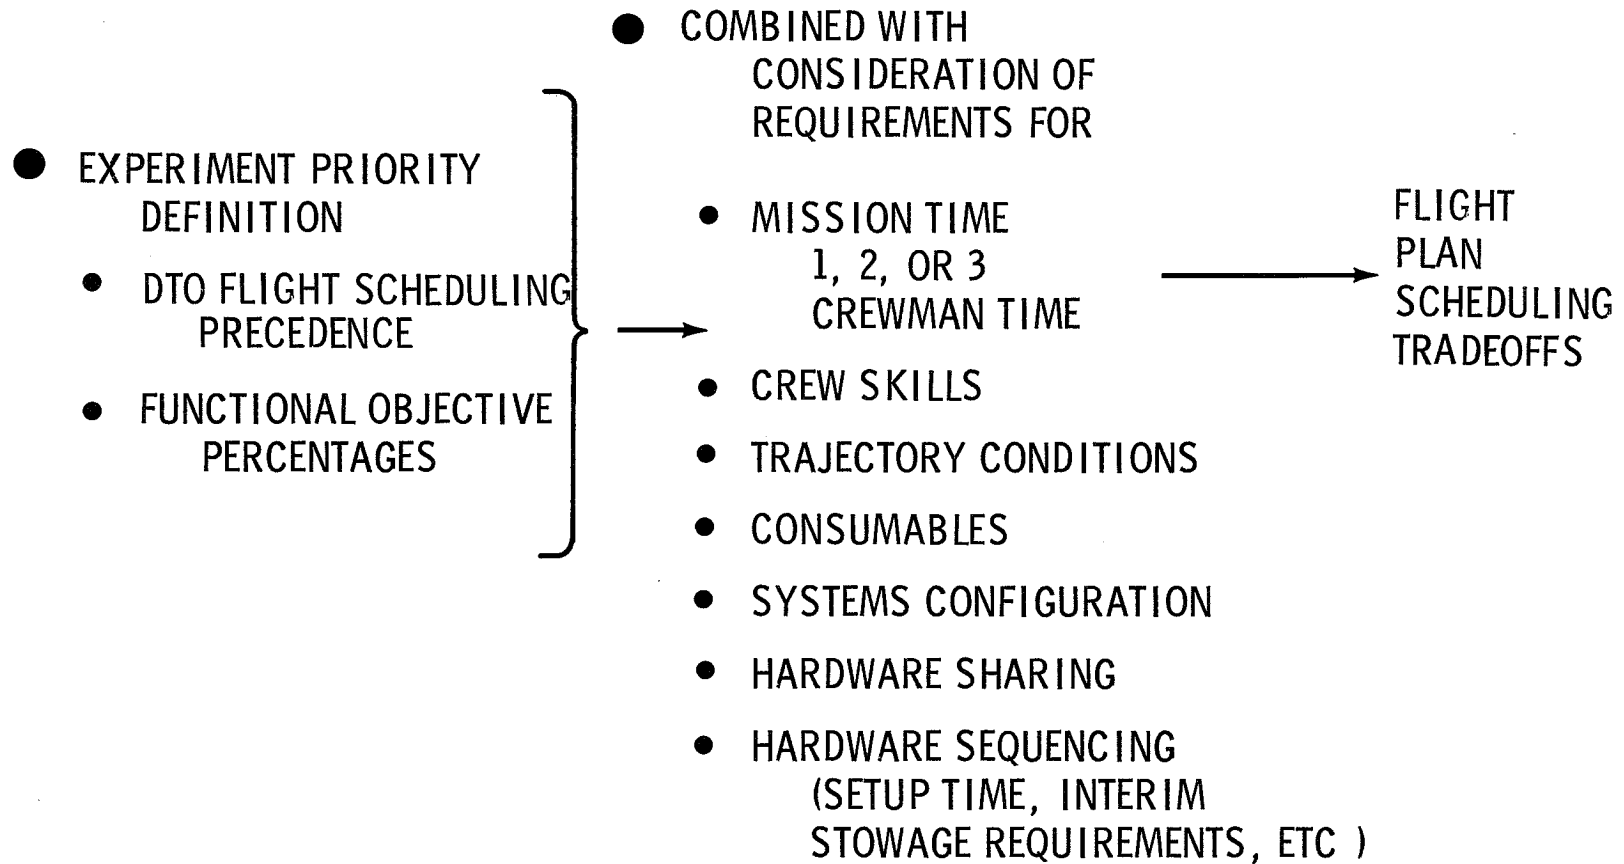 ● EXPERIMENT PRIORITY
DEFINITION
• DTO FLIGHT SCHEDULING
PRECEDENCE
• FUNCTIONAL OBJECTIVE
PERCENTAGES
● COMBINED WITH
CONSIDERATION OF
REQUIREMENTS FOR
• MISSION TIME
1, 2, OR 3
CREWMAN TIME
• CREW SKILLS
• TRAJECTORY CONDITIONS
• CONSUMABLES
• SYSTEMS CONFIGURATION
• HARDWARE SHARING
• HARDWARE SEQUENCING
(SETUP TIME, INTERIM
STOWAGE REQUIREMENTS, ETC )
FLIGHT
PLAN
SCHEDULING
TRADEOFFS